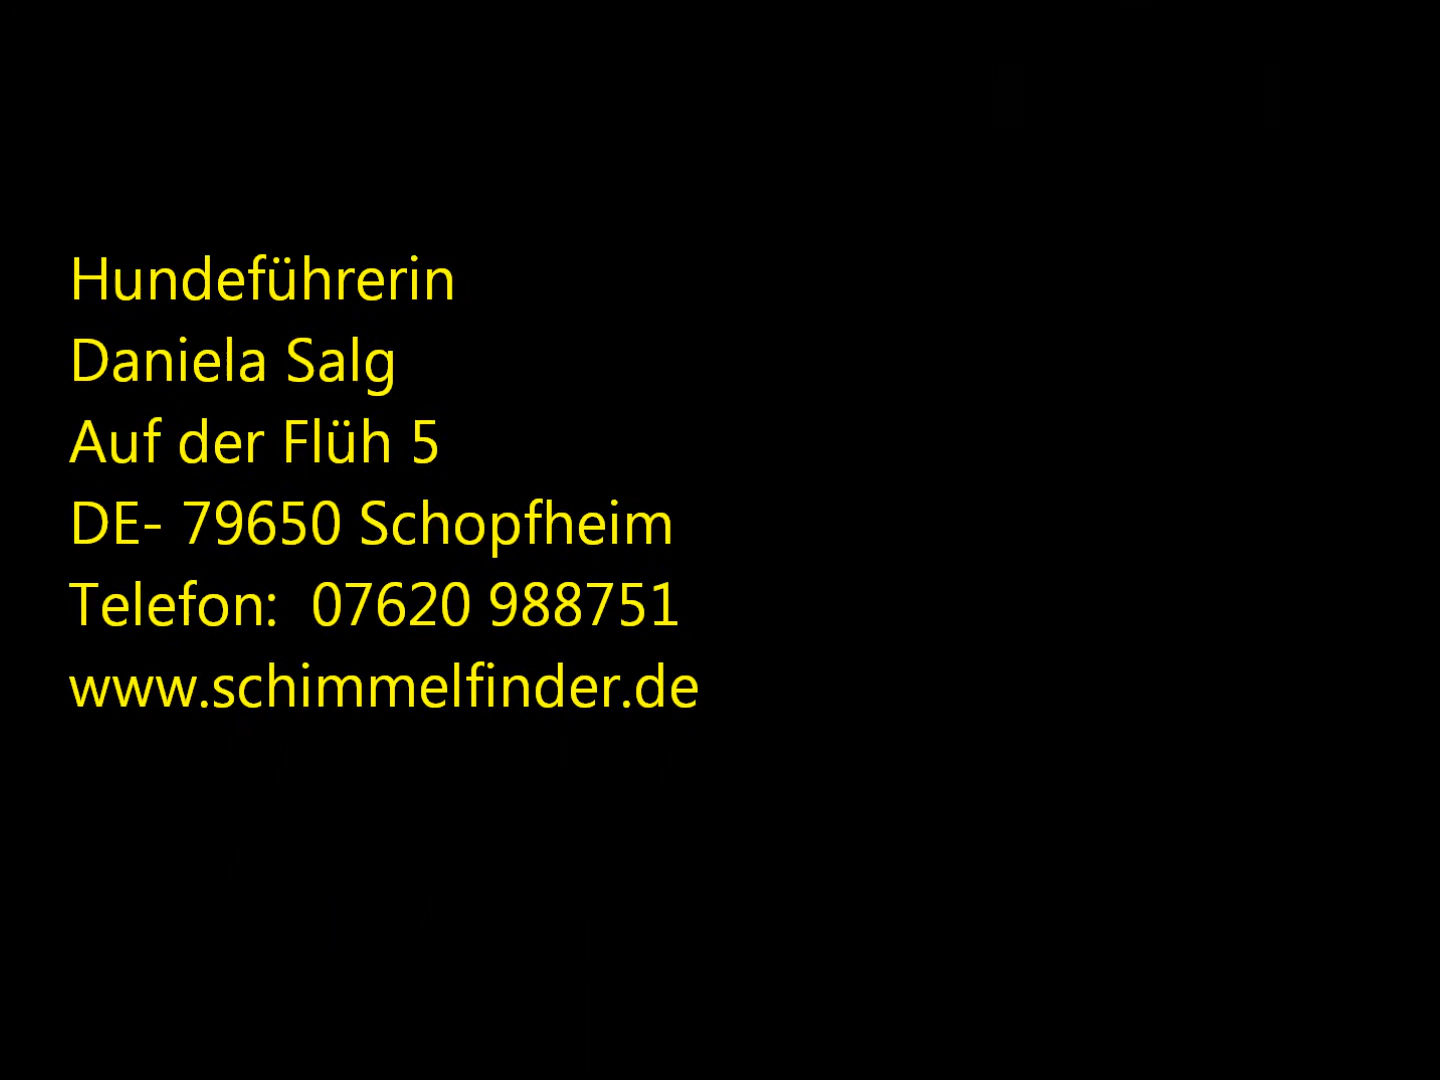 Hundeführerin
Daniela Salg
Auf der Flüh 5
DE- 79650 Schopfheim
Telefon:  07620 988751
www.schimmelfinder.de